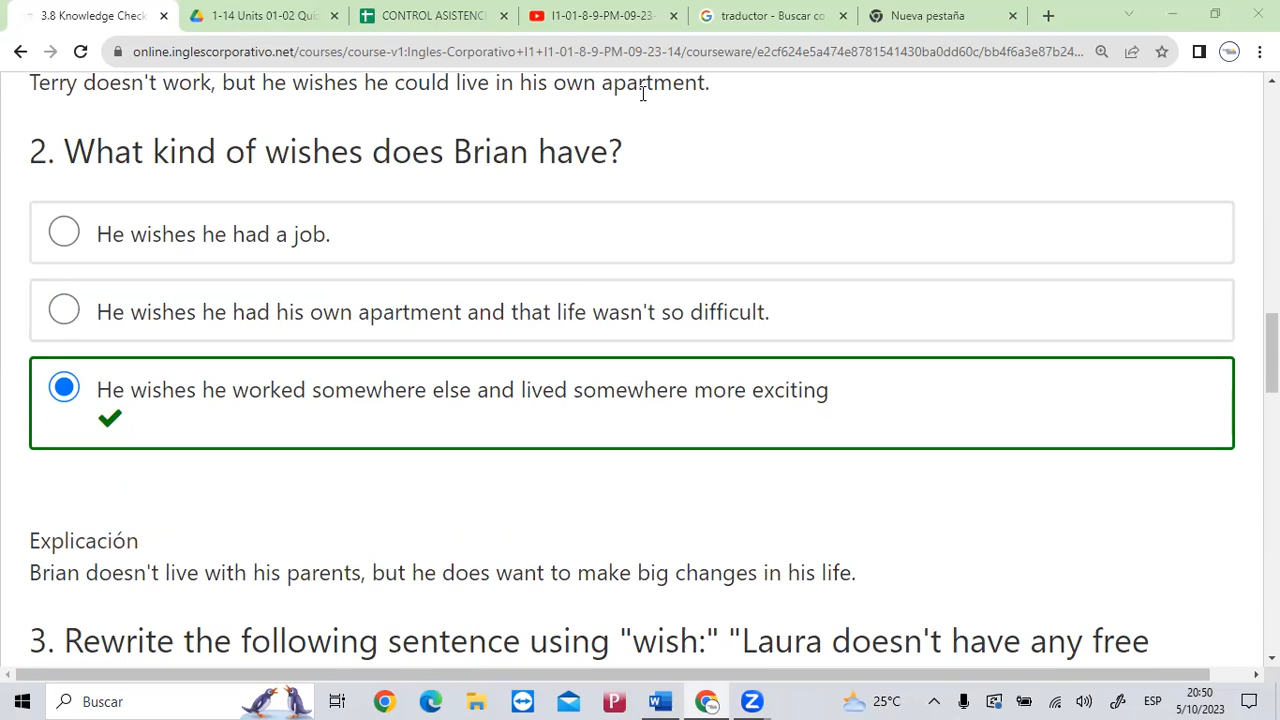 3.8 Knowledge Check
1-14 Units 01-02 Quic
CONTROL ASISTENC
I1-01-8-9-PM-09-23-
traductor - Buscar co
Nueva pestaña
online.inglescorporativo.net/courses/course-v1:Ingles-Corporativo+I1+I1-01-8-9-PM-09-23-14/courseware/e2cf624e5a474e8781541430ba0dd60c/bb4f6a3e87b24...
Terry doesn't work, but he wishes he could live in his own apartment.
2. What kind of wishes does Brian have?
He wishes he had a job.
He wishes he had his own apartment and that life wasn't so difficult.
He wishes he worked somewhere else and lived somewhere more exciting
Explicación
Brian doesn't live with his parents, but he does want to make big changes in his life.
3. Rewrite the following sentence using "wish:" "Laura doesn't have any free
Buscar
25°C
ESP
20:50
5/10/2023